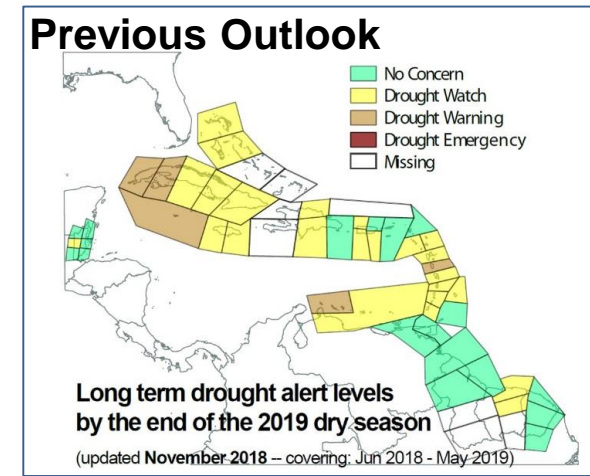 Previous Outlook
No Concern
Drought Watch
Drought Warning
Drought Emergency
Missing
Long term drought alert levels
by the end of the 2019 dry season
(updated November 2018 -- covering: Jun 2018 - May 2019)